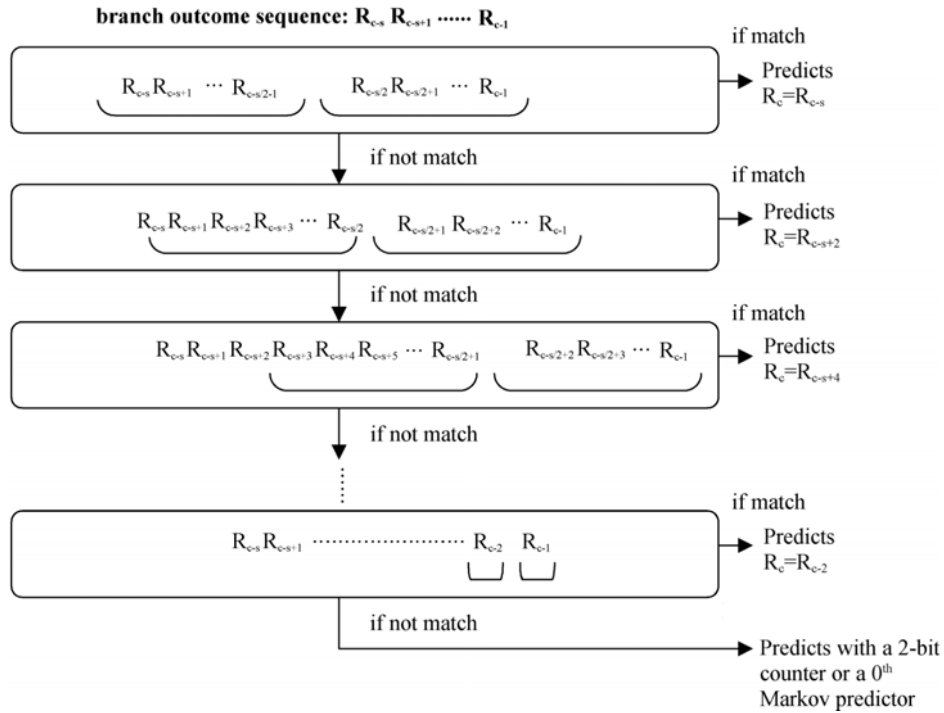 branch outcome sequence: Rc-s Rc-s+1 ...... Rc-1
if match
Rc-s Rc-s+1 ... Rc-s/2-1 Rc-s/2 Rc-s/2+1 ... Rc-1
Predicts
Rc=Rc-s
if not match
if match
Rc-s Rc-s+1 Rc-s+2 Rc-s+3 ... Rc-s/2 Rc-s/2+1 Rc-s/2+2 ... Rc-1
Predicts
Rc=Rc-s+2
if not match
if match
Rc-s Rc-s+1 Rc-s+2 Rc-s+3 Rc-s+4 Rc-s+5 ... Rc-s/2+1 Rc-s/2+2 Rc-s/2+3 ... Rc-1
Predicts
Rc=Rc-s+4
if not match
if match
Rc-s Rc-s+1 ........................ Rc-2 Rc-1
Predicts
Rc=Rc-2
if not match
Predicts with a 2-bit
counter or a 0th
Markov predictor